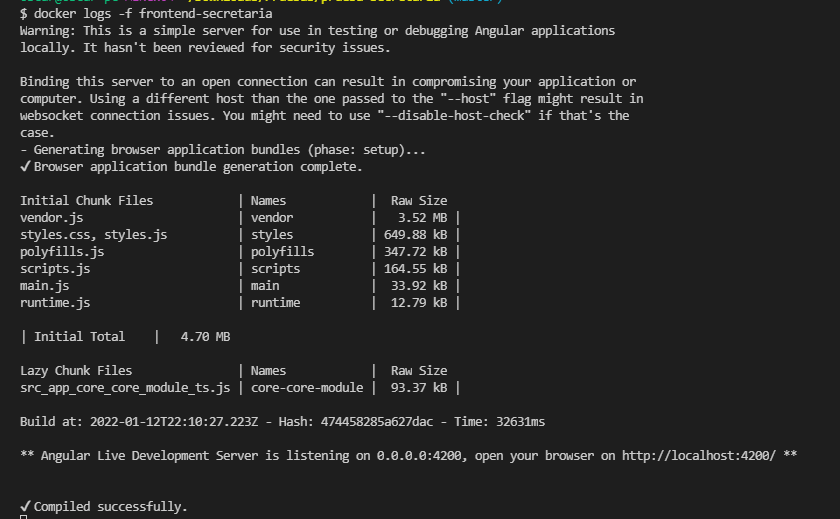 $ docker logs -f frontend-secretaria
Warning: This is a simple server for use in testing or debugging Angular applications
locally. It hasn't been reviewed for security issues.
Binding this server to an open connection can result in compromising your application or
computer. Using a different host than the one passed to the "--host" flag might result in
websocket connection issues. You might need to use "--disable-host-check" if that's the
case.
- Generating browser application bundles (phase: setup)...
✓ Browser application bundle generation complete.
Initial Chunk Files | Names | Raw Size
vendor.js | vendor | 3.52 MB |
styles.css, styles.js | styles | 649.88 kB |
polyfills.js | polyfills | 347.72 kB |
scripts.js | scripts | 164.55 kB |
main.js | main | 33.92 kB |
runtime.js | runtime | 12.79 kB |
| Initial Total | 4.70 MB
Lazy Chunk Files | Names | Raw Size
src_app_core_core_module_ts.js | core-core-module | 93.37 kB |
Build at: 2022-01-12T22:10:27.223Z - Hash: 474458285a627dac - Time: 32631ms
** Angular Live Development Server is listening on 0.0.0.0:4200, open your browser on http://localhost:4200/ **
✓ Compiled successfully.